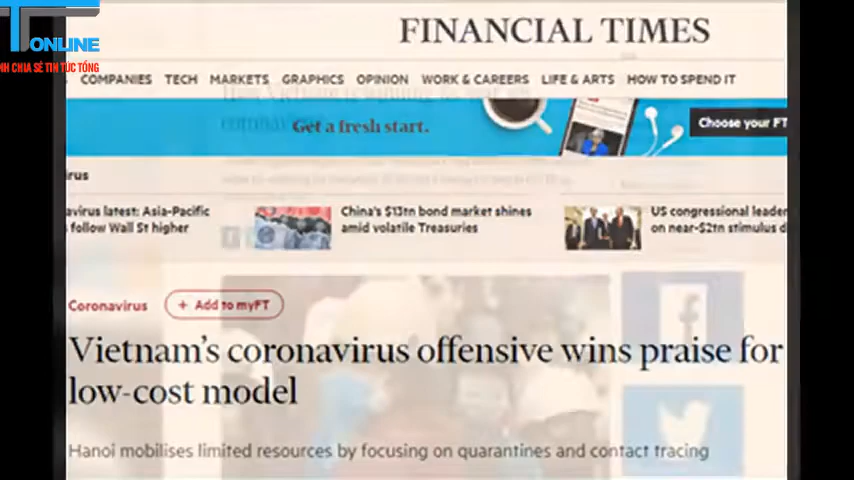 ONLINE
NH CHIA SẺ TIN TỨC TỔNG
FINANCIAL TIMES
COMPANIES TECH MARKETS GRAPHICS OPINION WORK & CAREERS LIFE & ARTS HOW TO SPEND IT
Get a fresh start.
Choose your FT
rus
avirus latest: Asia-Pacific
follow Wall St higher
China's $13tn bond market shines
amid volatile Treasuries
US congressional leader
on near-$2tn stimulus d
Coronavirus
+ Add to myFT
Vietnam's coronavirus offensive wins praise for
low-cost model
Hanoi mobilises limited resources by focusing on quarantines and contact tracing